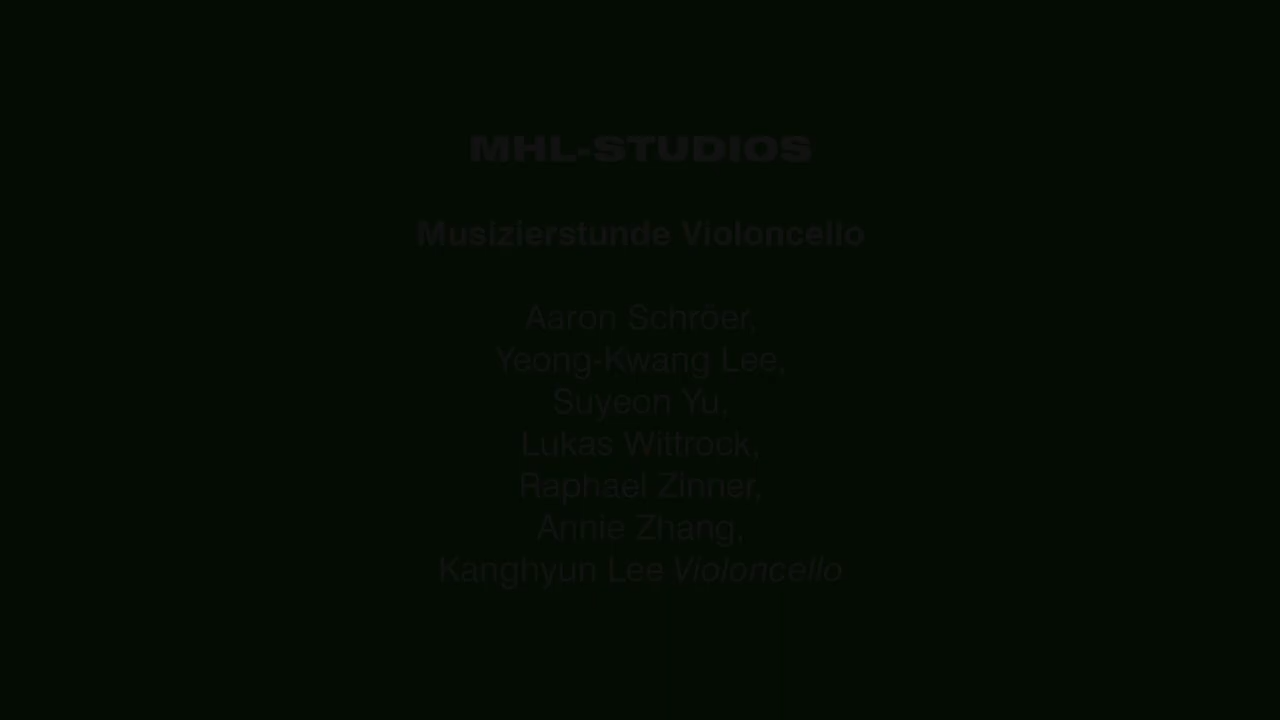 MHL-STUDIOS
Musizierstunde Violoncello
Aaron Schröer,
Yeong-Kwang Lee,
Suyeon Yu,
Lukas Wittrock,
Raphael Zinner,
Annie Zhang,
Kanghyun Lee Violoncello